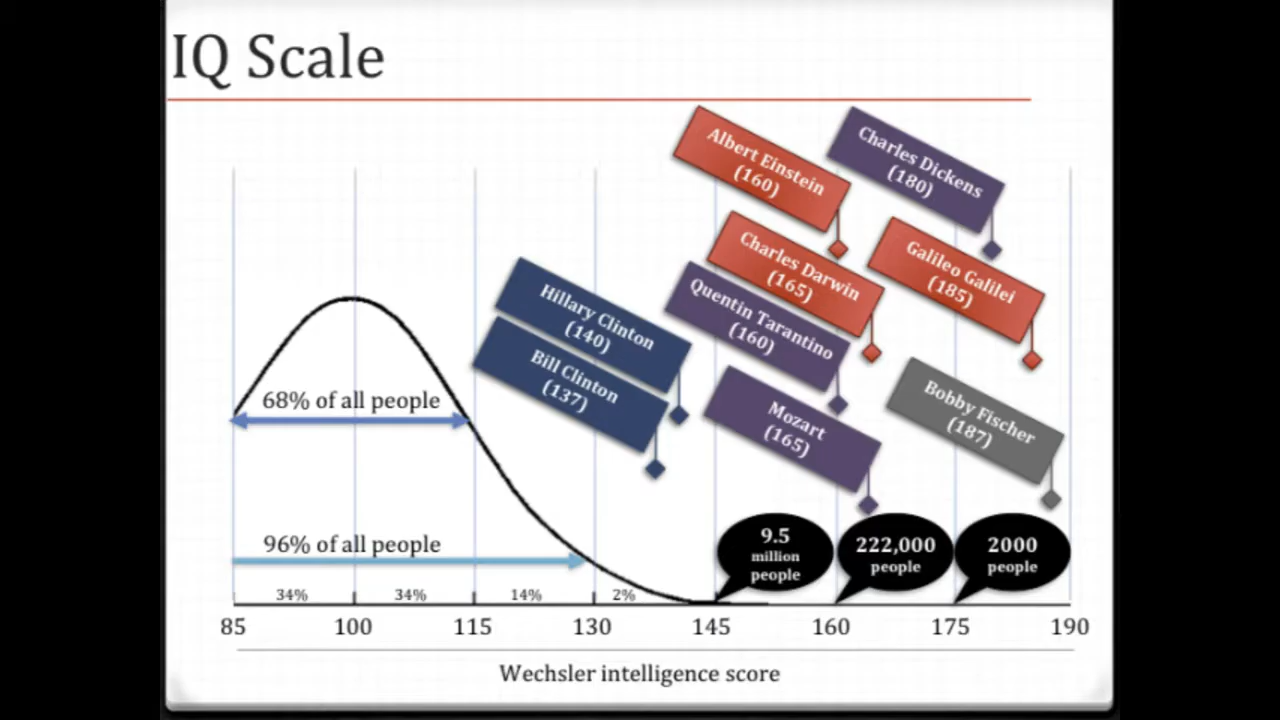 IQ Scale
Albert Einstein
(160)
Charles Dickens
(180)
Charles Darwin
(165)
Galileo Galilei
(185)
Hillary Clinton
(140)
Quentin Tarantino
(160)
Bill Clinton
(137)
Mozart
(165)
Bobby Fischer
(187)
68% of all people
96% of all people
9.5
million
people
222,000
people
2000
people
34% 34% 14% 2%
85 100 115 130 145 160 175 190
Wechsler intelligence score